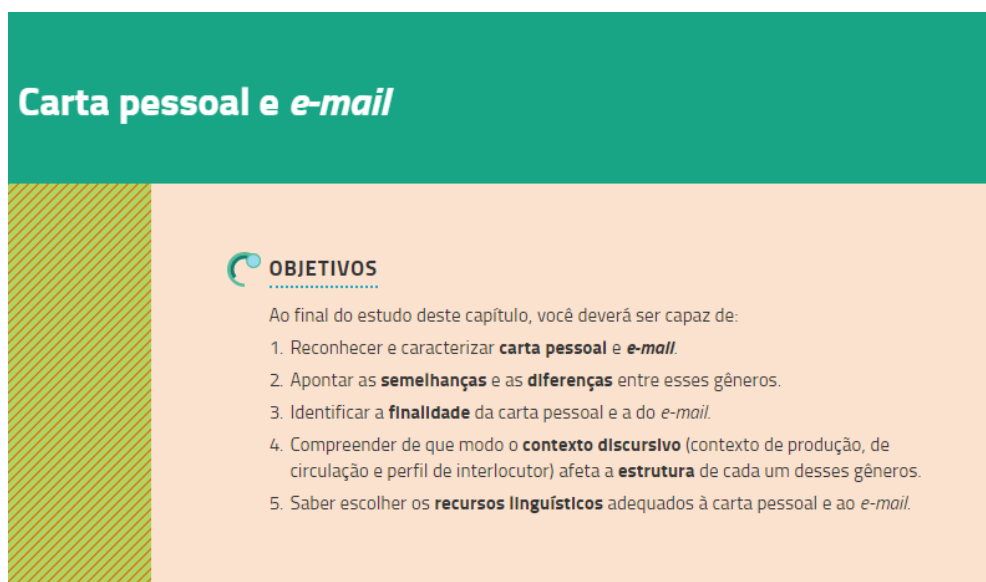 Carta pessoal e e-mail
OBJETIVOS
Ao final do estudo deste capítulo, você deverá ser capaz de:
1. Reconhecer e caracterizar carta pessoal e e-mail.
2. Apontar as semelhanças e as diferenças entre esses gêneros.
3. Identificar a finalidade da carta pessoal e a do e-mail.
4. Compreender de que modo o contexto discursivo (contexto de produção, de
circulação e perfil de interlocutor) afeta a estrutura de cada um desses gêneros.
5. Saber escolher os recursos linguísticos adequados à carta pessoal e ao e-mail.